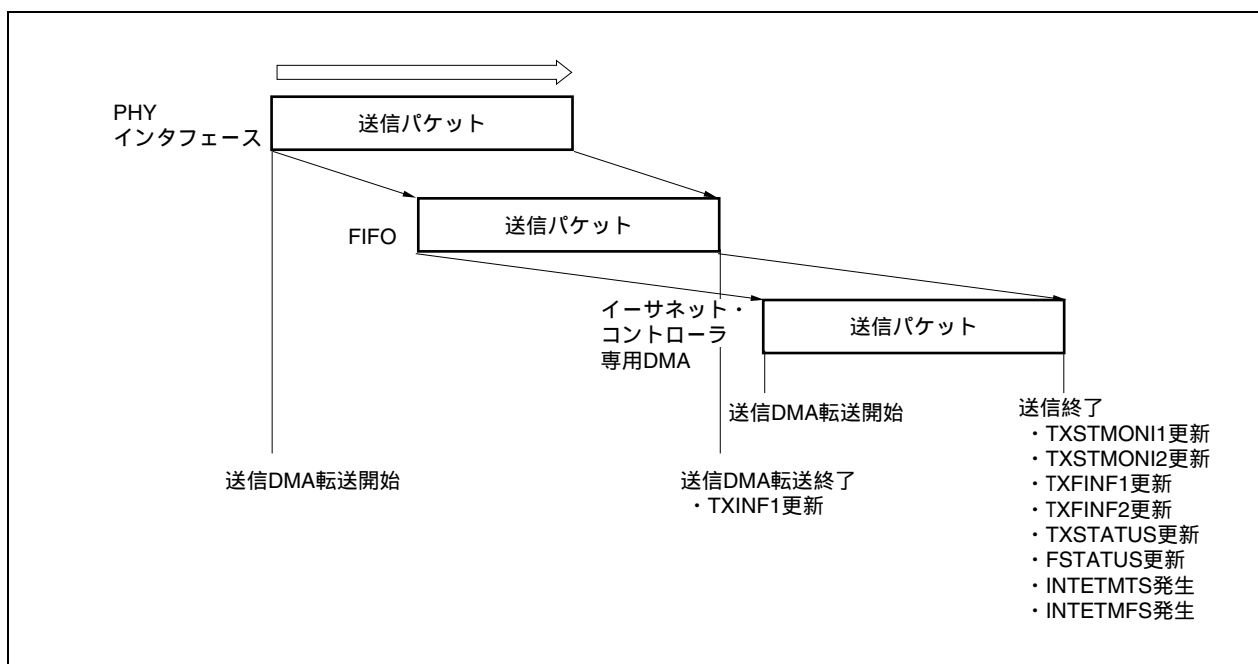 PHY
インタフェース
送信パケット
FIFO
送信パケット
イーサネット・
コントローラ
専用DMA
送信パケット
送信DMA転送開始
送信DMA転送終了
・TXINF1更新
送信DMA転送開始
送信終了
・TXSTMONI1更新
・TXSTMONI2更新
・TXFINF1更新
・TXFINF2更新
・TXSTATUS更新
・FSTATUS更新
・INTETMTS発生
・INTETMFS発生